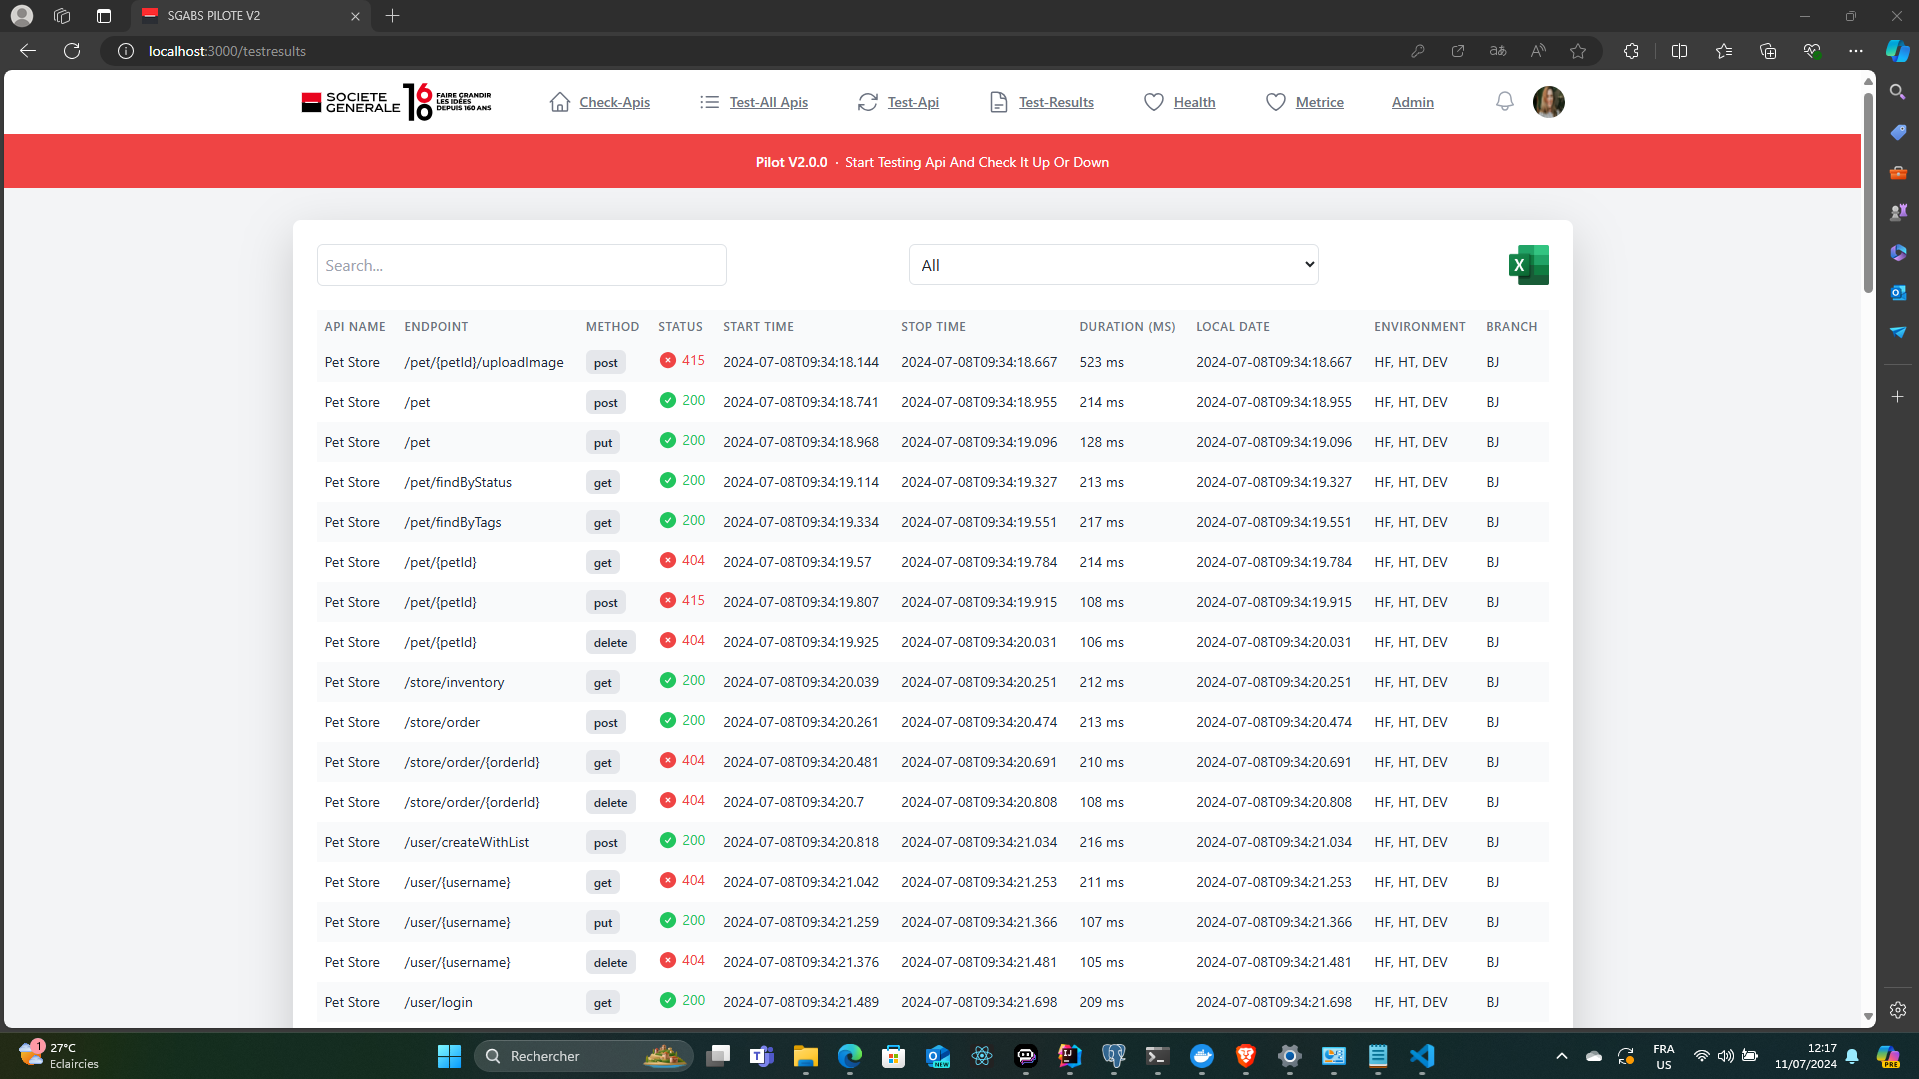 SGABS PILOTE V2
localhost:3000/testresults
SOCIETE GENERALE 160 FAIRE GRANDIR LES IDÉES DEPUIS 160 ANS
Check-Apis Test-All Apis Test-Api Test-Results Health Metrice Admin
Pilot V2.0.0 · Start Testing Api And Check It Up Or Down
Search... All
API NAME ENDPOINT METHOD STATUS START TIME STOP TIME DURATION (MS) LOCAL DATE ENVIRONMENT BRANCH
Pet Store /pet/{petId}/uploadImage post 415 2024-07-08T09:34:18.144 2024-07-08T09:34:18.667 523 ms 2024-07-08T09:34:18.667 HF, HT, DEV BJ
Pet Store /pet post 200 2024-07-08T09:34:18.741 2024-07-08T09:34:18.955 214 ms 2024-07-08T09:34:18.955 HF, HT, DEV BJ
Pet Store /pet put 200 2024-07-08T09:34:18.968 2024-07-08T09:34:19.096 128 ms 2024-07-08T09:34:19.096 HF, HT, DEV BJ
Pet Store /pet/findByStatus get 200 2024-07-08T09:34:19.114 2024-07-08T09:34:19.327 213 ms 2024-07-08T09:34:19.327 HF, HT, DEV BJ
Pet Store /pet/findByTags get 200 2024-07-08T09:34:19.334 2024-07-08T09:34:19.551 217 ms 2024-07-08T09:34:19.551 HF, HT, DEV BJ
Pet Store /pet/{petId} get 404 2024-07-08T09:34:19.57 2024-07-08T09:34:19.784 214 ms 2024-07-08T09:34:19.784 HF, HT, DEV BJ
Pet Store /pet/{petId} post 415 2024-07-08T09:34:19.807 2024-07-08T09:34:19.915 108 ms 2024-07-08T09:34:19.915 HF, HT, DEV BJ
Pet Store /pet/{petId} delete 404 2024-07-08T09:34:19.925 2024-07-08T09:34:20.031 106 ms 2024-07-08T09:34:20.031 HF, HT, DEV BJ
Pet Store /store/inventory get 200 2024-07-08T09:34:20.039 2024-07-08T09:34:20.251 212 ms 2024-07-08T09:34:20.251 HF, HT, DEV BJ
Pet Store /store/order post 200 2024-07-08T09:34:20.261 2024-07-08T09:34:20.474 213 ms 2024-07-08T09:34:20.474 HF, HT, DEV BJ
Pet Store /store/order/{orderId} get 404 2024-07-08T09:34:20.481 2024-07-08T09:34:20.691 210 ms 2024-07-08T09:34:20.691 HF, HT, DEV BJ
Pet Store /store/order/{orderId} delete 404 2024-07-08T09:34:20.7 2024-07-08T09:34:20.808 108 ms 2024-07-08T09:34:20.808 HF, HT, DEV BJ
Pet Store /user/createWithList post 200 2024-07-08T09:34:20.818 2024-07-08T09:34:21.034 216 ms 2024-07-08T09:34:21.034 HF, HT, DEV BJ
Pet Store /user/{username} get 404 2024-07-08T09:34:21.042 2024-07-08T09:34:21.253 211 ms 2024-07-08T09:34:21.253 HF, HT, DEV BJ
Pet Store /user/{username} put 200 2024-07-08T09:34:21.259 2024-07-08T09:34:21.366 107 ms 2024-07-08T09:34:21.366 HF, HT, DEV BJ
Pet Store /user/{username} delete 404 2024-07-08T09:34:21.376 2024-07-08T09:34:21.481 105 ms 2024-07-08T09:34:21.481 HF, HT, DEV BJ
Pet Store /user/login get 200 2024-07-08T09:34:21.489 2024-07-08T09:34:21.698 209 ms 2024-07-08T09:34:21.698 HF, HT, DEV BJ
1 27°C
Eclaircies
Rechercher
FRA
US
12:17
11/07/2024